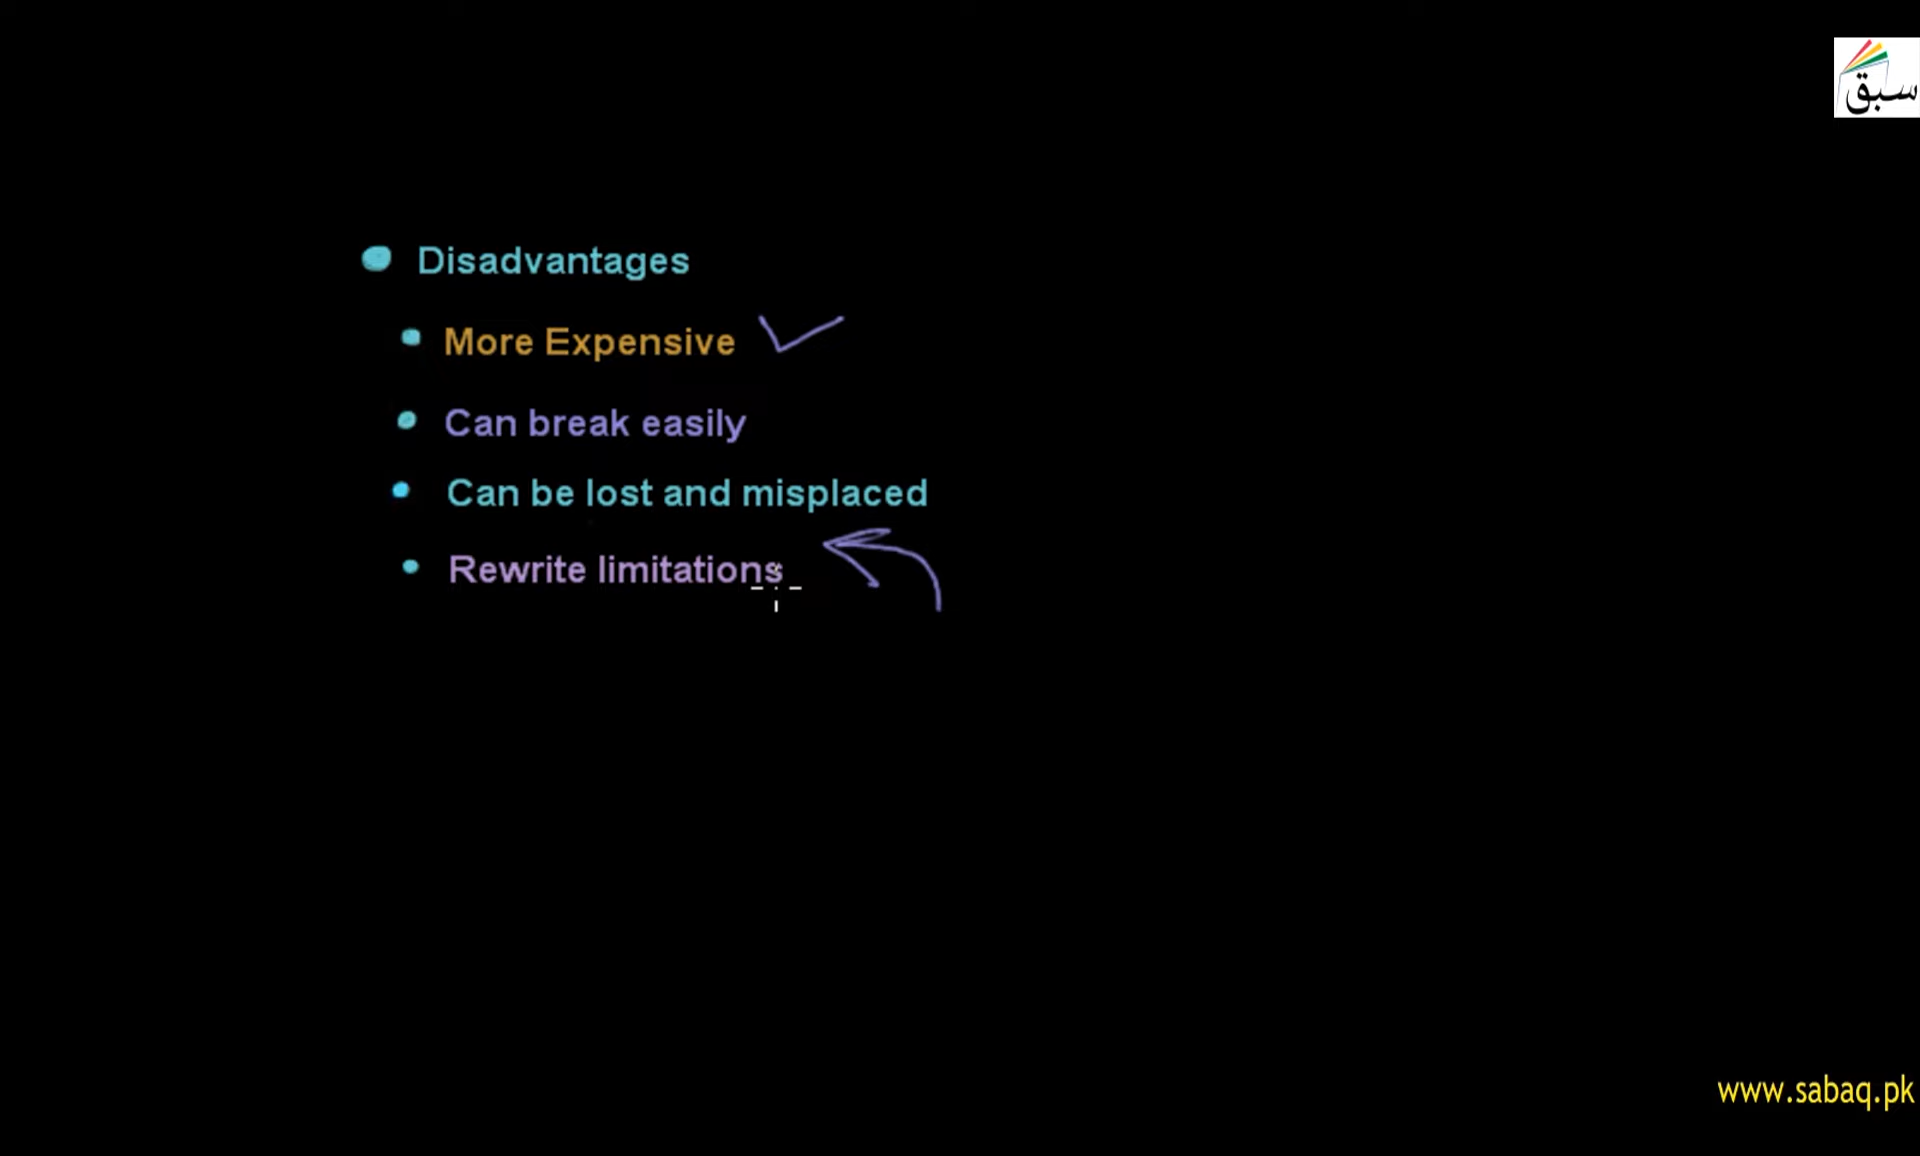 سبق
Disadvantages
More Expensive
Can break easily
Can be lost and misplaced
Rewrite limitations
www.sabaq.pk